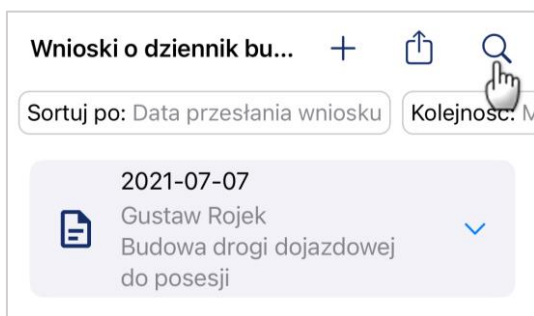 Wnioski o dziennik bu...
Sortuj po: Data przesłania wniosku Kolejność: M
2021-07-07
Gustaw Rojek
Budowa drogi dojazdowej
do posesji